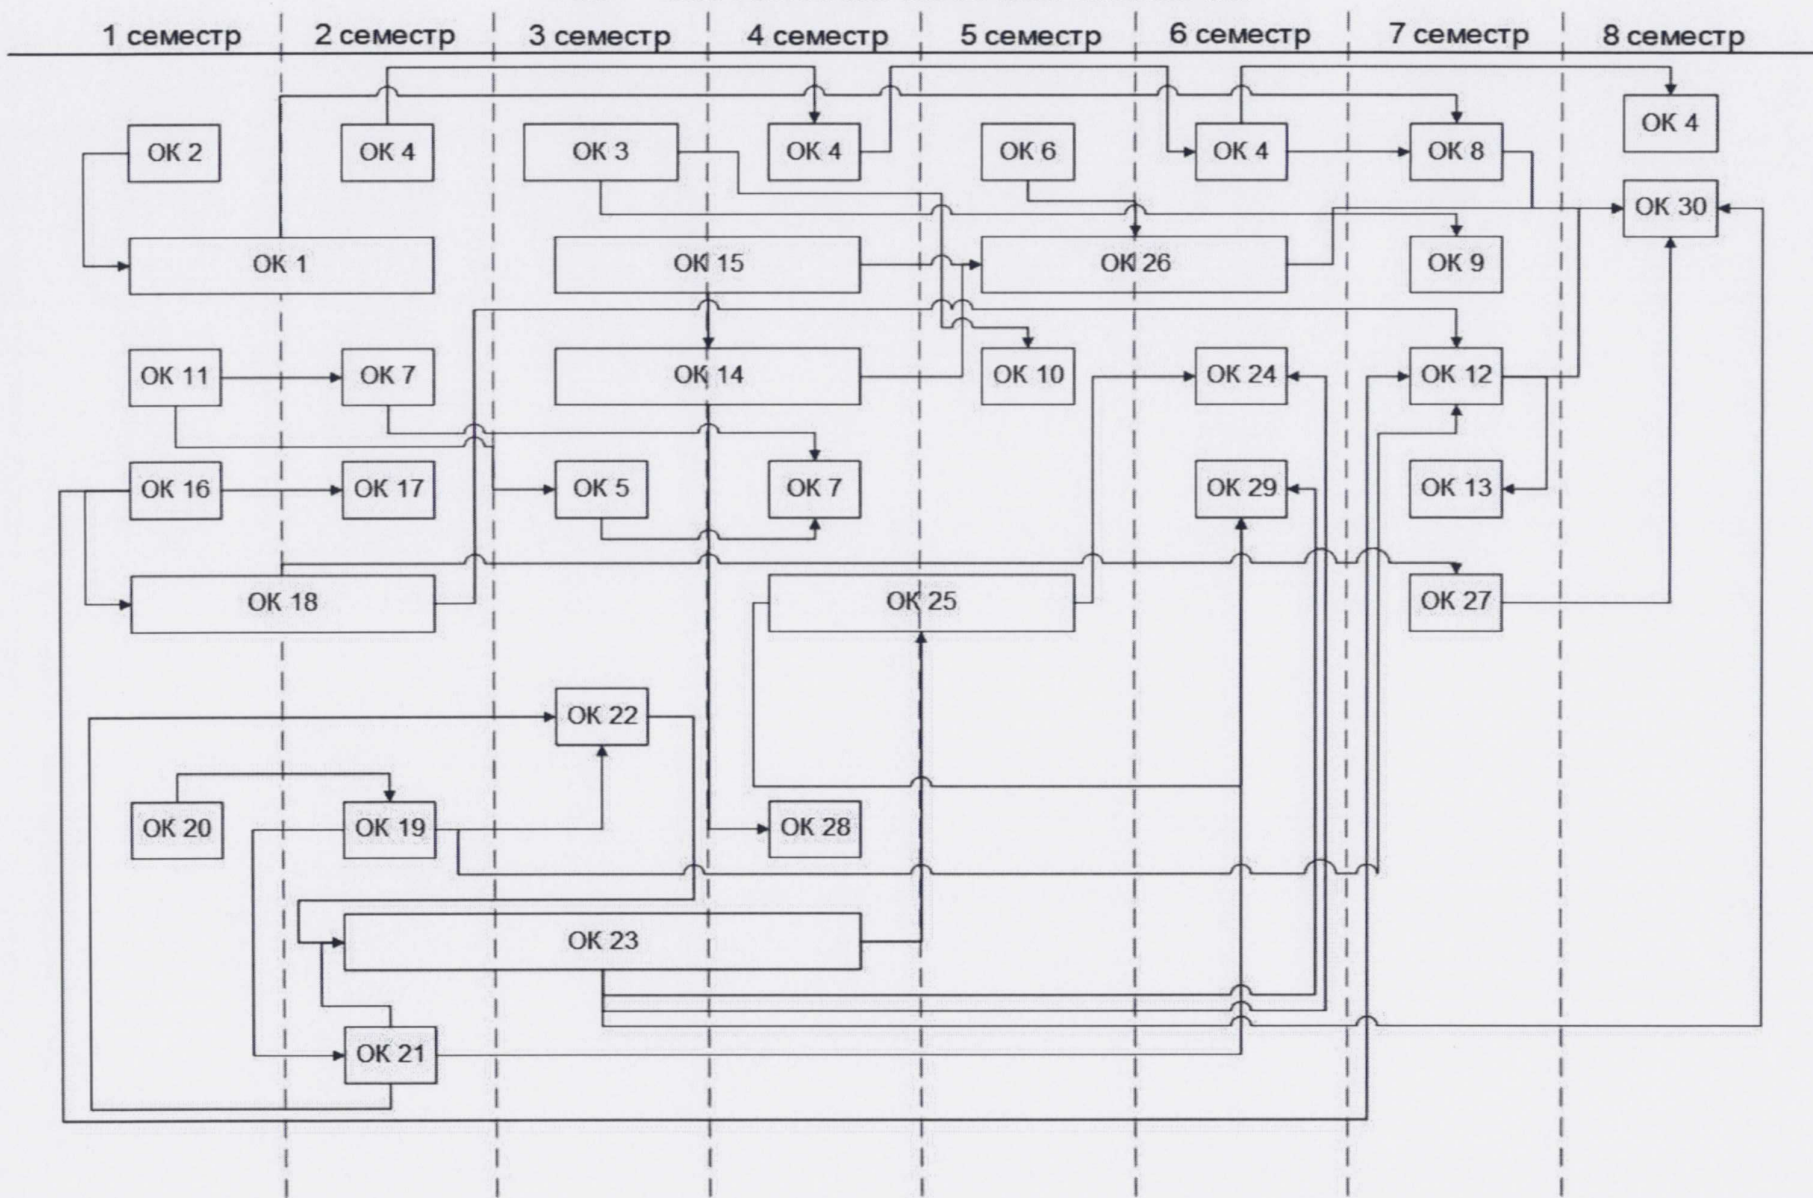 1 семестр 2 семестр 3 семестр 4 семестр 5 семестр 6 семестр 7 семестр 8 семестр
ОК 4
ОК 2 ОК 4 ОК 3 ОК 4 ОК 6 ОК 4 ОК 8
ОК 30
ОК 1 ОК 15 ОК 26 ОК 9
ОК 11 ОК 7 ОК 14 ОК 10 ОК 24 ОК 12
ОК 16 ОК 17 ОК 5 ОК 7 ОК 29 ОК 13
ОК 18 ОК 25 ОК 27
ОК 22
ОК 20 ОК 19 ОК 28
ОК 23
ОК 21